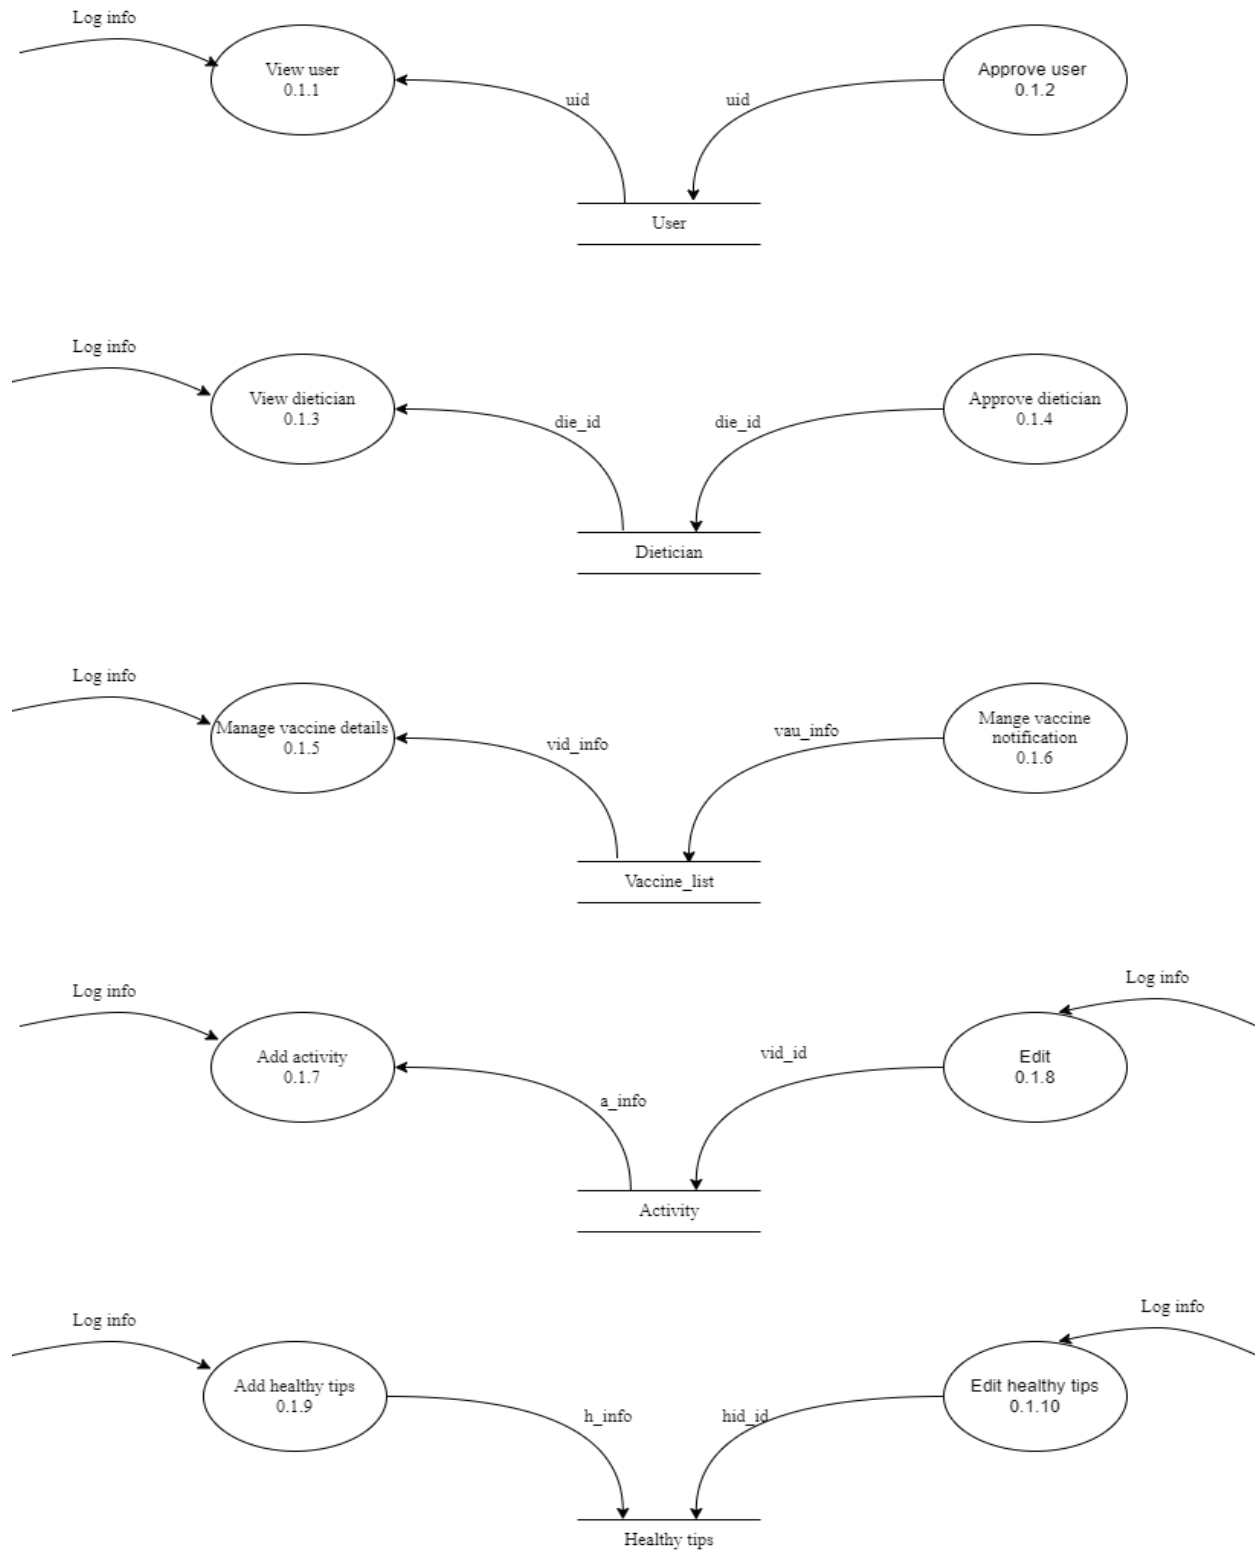 Log info
View user
0.1.1
uid
uid
Approve user
0.1.2
User
Log info
View dietician
0.1.3
die_id
die_id
Approve dietician
0.1.4
Dietician
Log info
Manage vaccine details
0.1.5
vid_info
vau_info
Mange vaccine
notification
0.1.6
Vaccine_list
Log info
Add activity
0.1.7
a_info
vid_id
Log info
Edit
0.1.8
Activity
Log info
Add healthy tips
0.1.9
h_info
hid_id
Log info
Edit healthy tips
0.1.10
Healthy tips